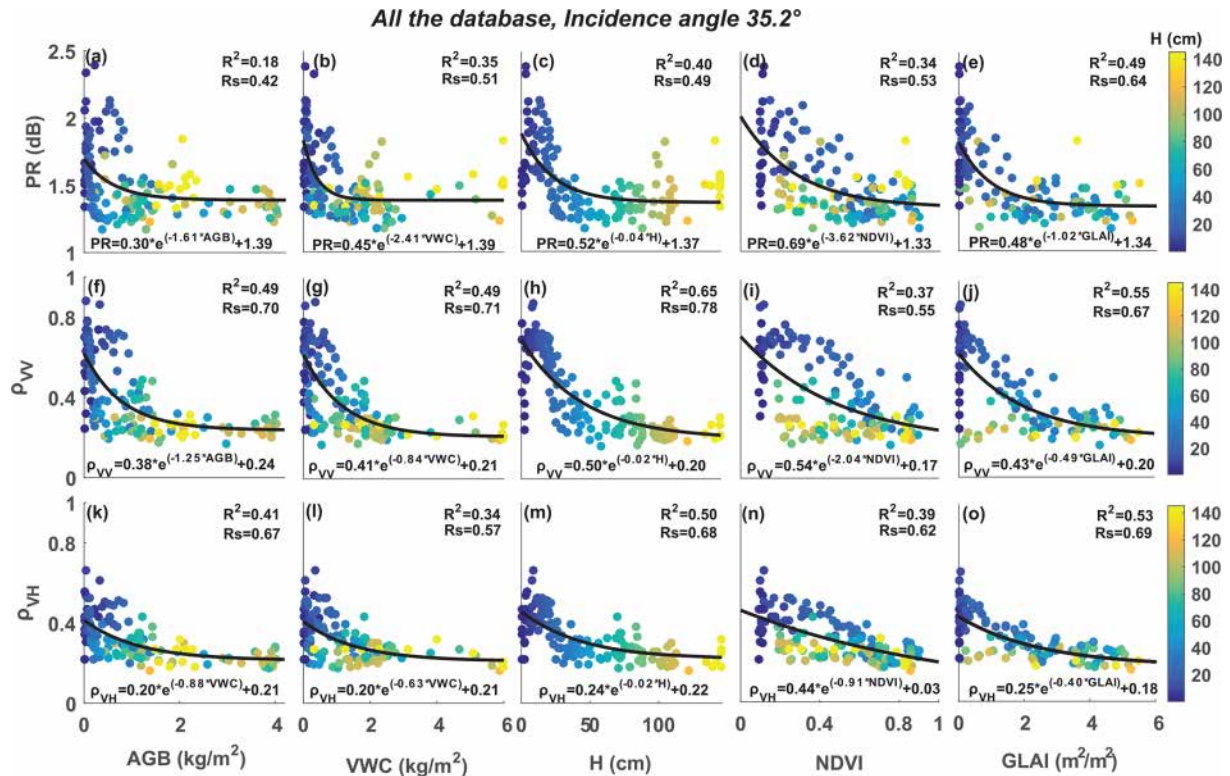 All the database, Incidence angle 35.2°
H (cm)
PR (dB)
2.5
2
1.5
1
(a)
R²=0.18
Rs=0.42
PR=0.30*e^(-1.61*AGB)+1.39
(b)
R²=0.35
Rs=0.51
PR=0.45*e^(-2.41*VWC)+1.39
(c)
R²=0.40
Rs=0.49
PR=0.52*e^(-0.04*H)+1.37
(d)
R²=0.34
Rs=0.53
PR=0.69*e^(-3.62*NDVI)+1.33
(e)
R²=0.49
Rs=0.64
PR=0.48*e^(-1.02*GLAI)+1.34
140
120
100
80
60
40
20
ρVV
1
0.8
0.4
0
(f)
R²=0.49
Rs=0.70
ρVV=0.38*e^(-1.25*AGB)+0.24
(g)
R²=0.49
Rs=0.71
ρVV=0.41*e^(-0.84*VWC)+0.21
(h)
R²=0.65
Rs=0.78
ρVV=0.50*e^(-0.02*H)+0.20
(i)
R²=0.37
Rs=0.55
ρVV=0.54*e^(-2.04*NDVI)+0.17
(j)
R²=0.55
Rs=0.67
ρVV=0.43*e^(-0.49*GLAI)+0.20
140
120
100
80
60
40
20
ρVH
1
0.8
0.4
0
(k)
R²=0.41
Rs=0.67
ρVH=0.20*e^(-0.88*VWC)+0.21
(l)
R²=0.34
Rs=0.57
ρVH=0.20*e^(-0.63*VWC)+0.21
(m)
R²=0.50
Rs=0.68
ρVH=0.24*e^(-0.02*H)+0.22
(n)
R²=0.39
Rs=0.62
ρVH=0.44*e^(-0.91*NDVI)+0.03
(o)
R²=0.53
Rs=0.69
ρVH=0.25*e^(-0.40*GLAI)+0.18
140
120
100
80
60
40
20
0 2 4
0 2 4 6
0 50 100
0 0.4 0.8 1
0 2 4 6
AGB (kg/m²)
VWC (kg/m²)
H (cm)
NDVI
GLAI (m²/m²)